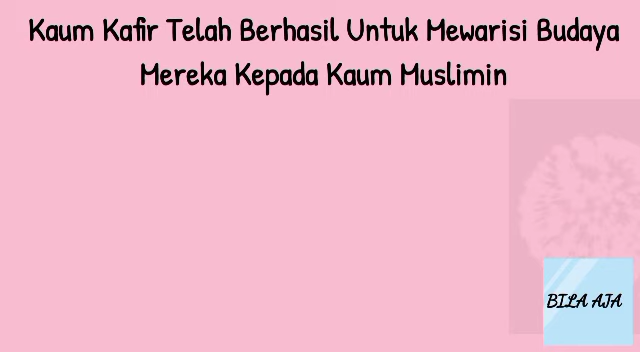 Kaum Kafir Telah Berhasil Untuk Mewarisi Budaya
Mereka Kepada Kaum Muslimin
BILA AJA